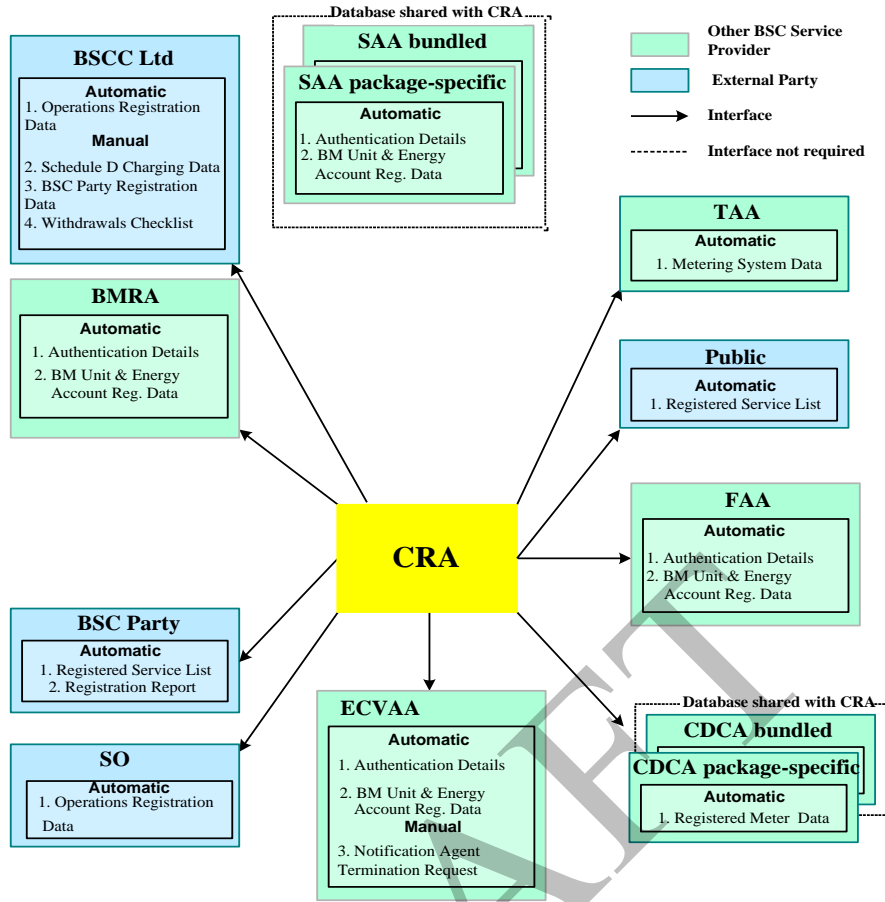 Database shared with CRA
SAA bundled
SAA package-specific
Automatic
1. Authentication Details
2. BM Unit & Energy
Account Reg. Data
Other BSC Service
Provider
External Party
Interface
Interface not required
BSCC Ltd
Automatic
1. Operations Registration
Data
Manual
2. Schedule D Charging Data
3. BSC Party Registration
Data
4. Withdrawals Checklist
TAA
Automatic
1. Metering System Data
BMRA
Automatic
1. Authentication Details
2. BM Unit & Energy
Account Reg. Data
Public
Automatic
1. Registered Service List
FAA
Automatic
1. Authentication Details
2. BM Unit & Energy
Account Reg. Data
CRA
BSC Party
Automatic
1. Registered Service List
2. Registration Report
SO
Automatic
1. Operations Registration
Data
ECVAA
Automatic
1. Authentication Details
2. BM Unit & Energy
Account Reg. Data
Manual
3. Notification Agent
Termination Request
Database shared with CRA
CDCA bundled
CDCA package-specific
Automatic
1. Registered Meter Data
AFT